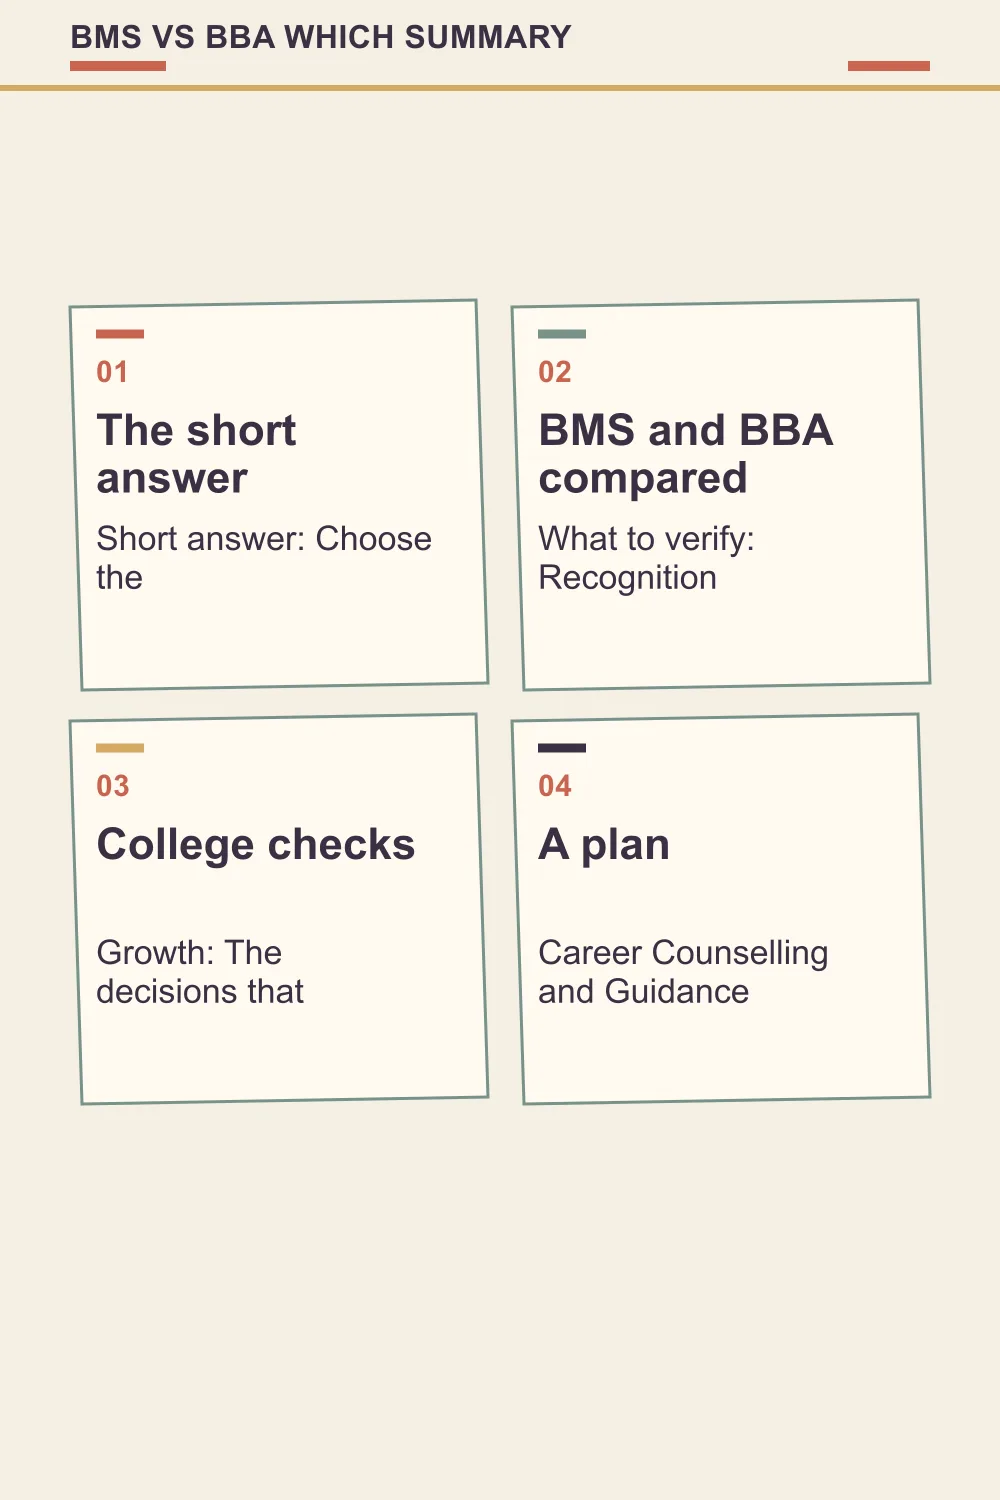 BMS VS BBA WHICH SUMMARY
01
The short
answer
Short answer: Choose
the
02
BMS and BBA
compared
What to verify:
Recognition
03
College checks
Growth: The
decisions that
04
A plan
Career Counselling
and Guidance